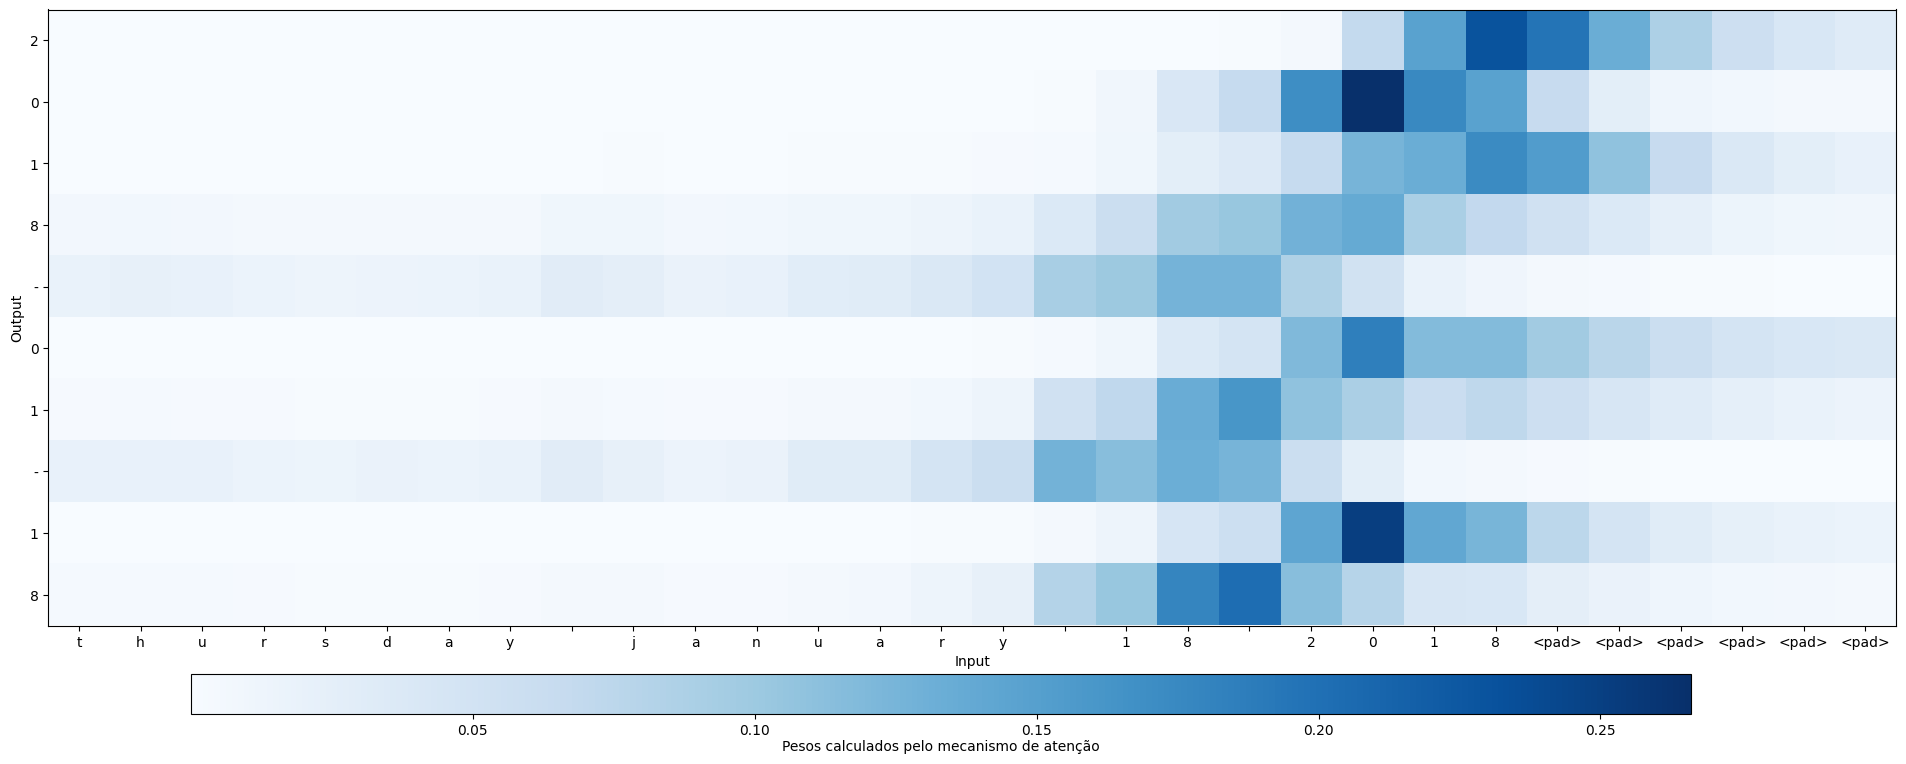 2
0
1
8
-
0
1
-
1
8
Output
t h u r s d a y j a n u a r y 1 8 2 0 1 8 <pad> <pad> <pad> <pad> <pad> <pad>
Input
0.05 0.10 0.15 0.20 0.25
Pesos calculados pelo mecanismo de atenção